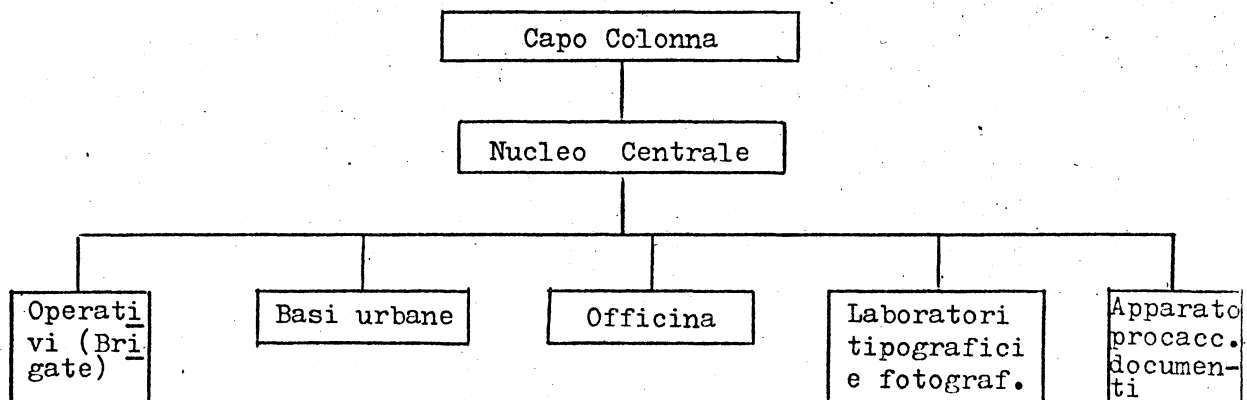 Capo Colonna
Nucleo Centrale
Operati
vi (Bri
gate)
Basi urbane
Officina
Laboratori
tipografici
e fotograf.
Apparato
procacc.
documen-
ti